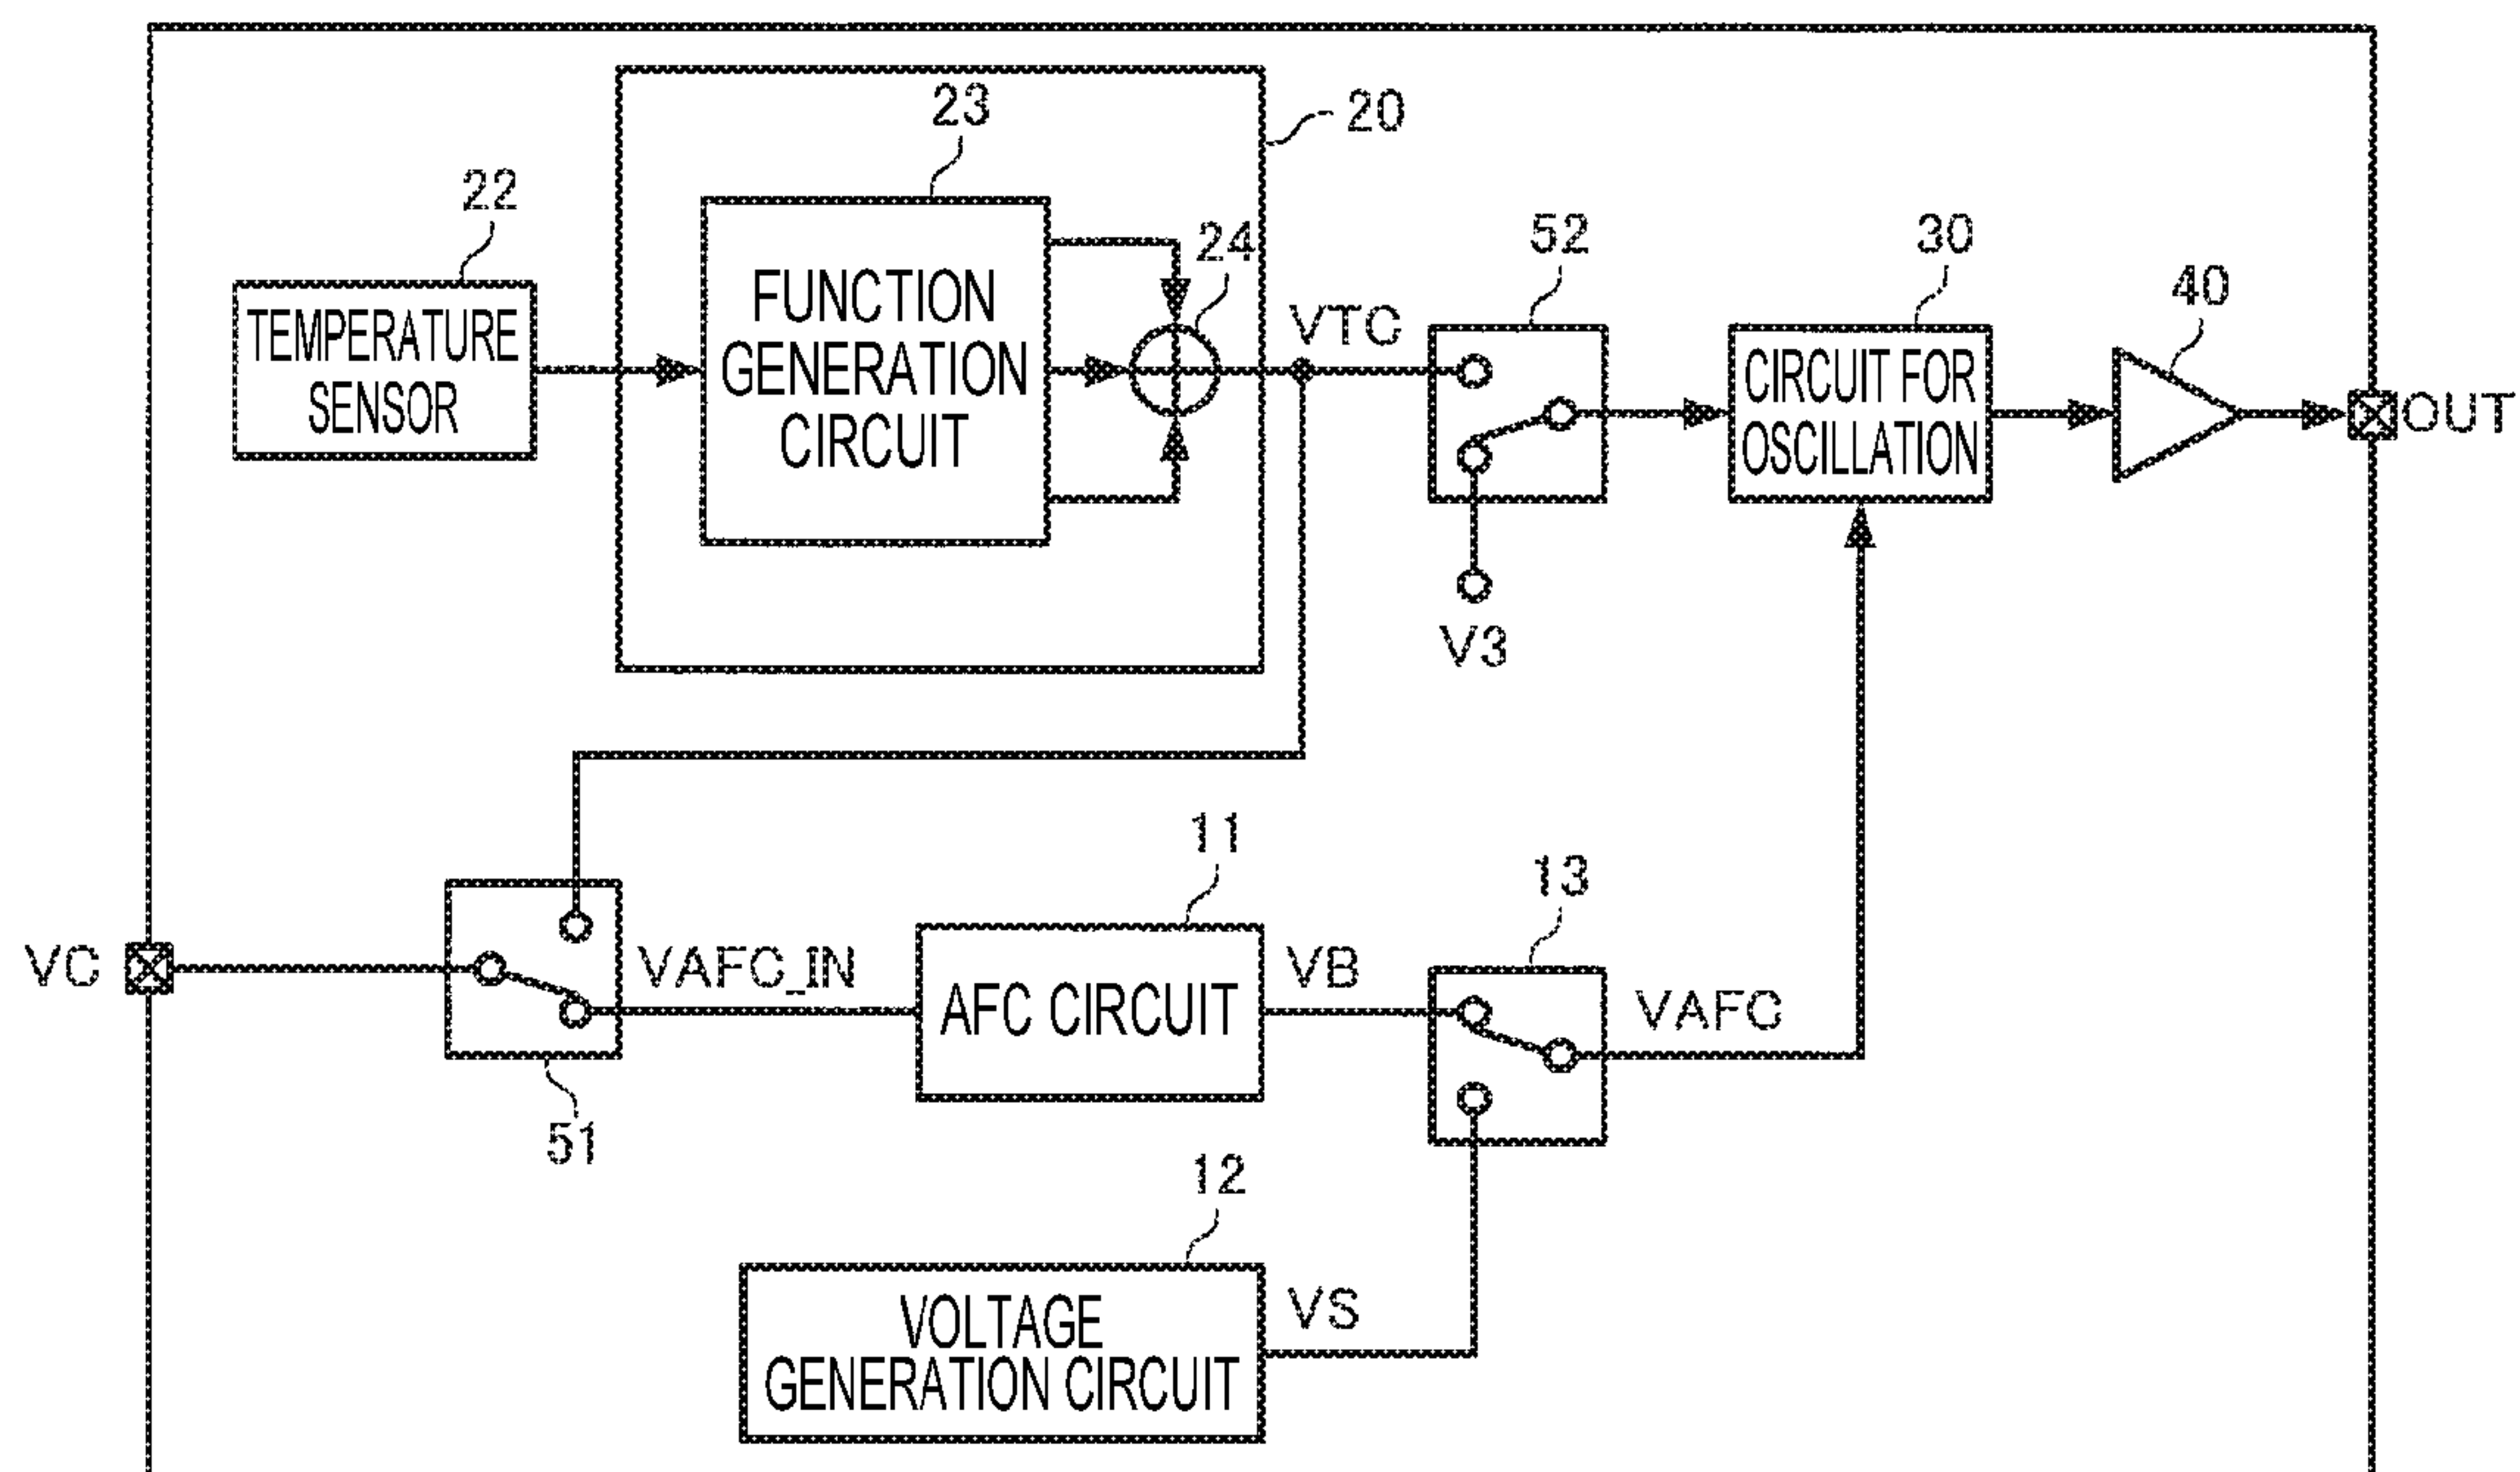 23
20
22
24
52
30
40
FUNCTION
GENERATION
CIRCUIT
TEMPERATURE
SENSOR
VTC
CIRCUIT FOR
OSCILLATION
OUT
V3
11
13
VC
VAFC_IN
AFC CIRCUIT
VB
VAFC
51
12
VOLTAGE
GENERATION CIRCUIT
VS